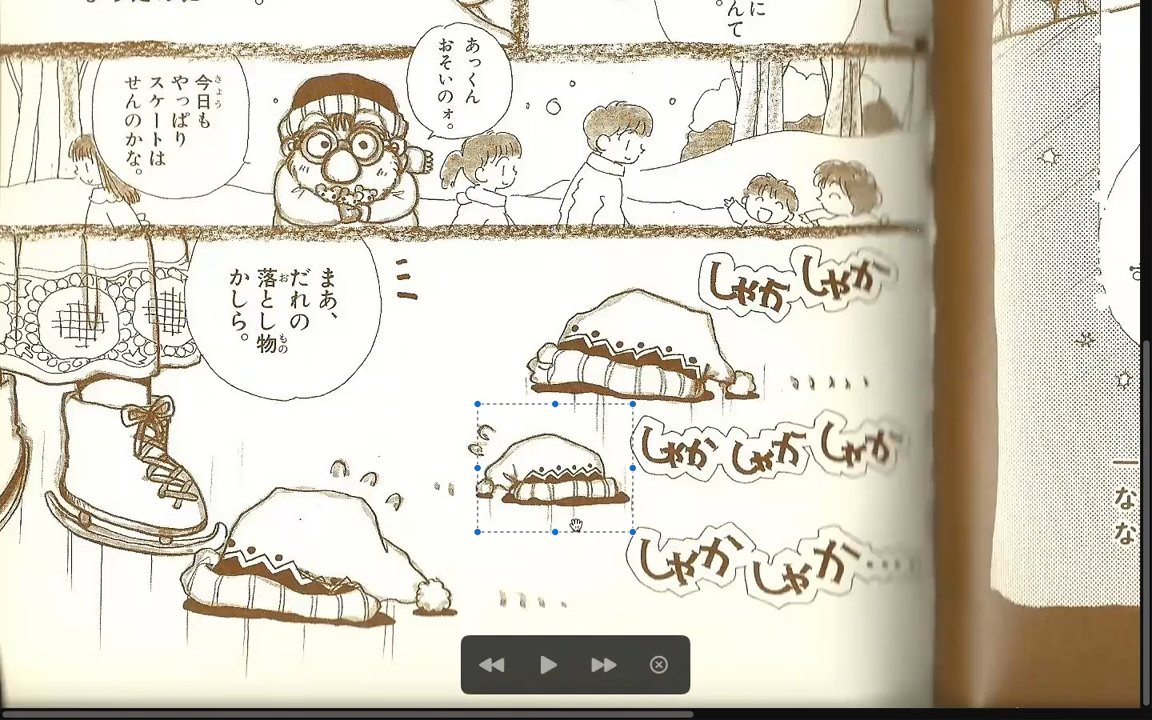 にんて。
あっくん
おそいのォ。
今日も
やっぱり
スケートは
せんのかな。
しゃかしゃか
まあ、
だれの
落とし物
かしら。
しゃかしゃかしゃか
しゃかしゃか……